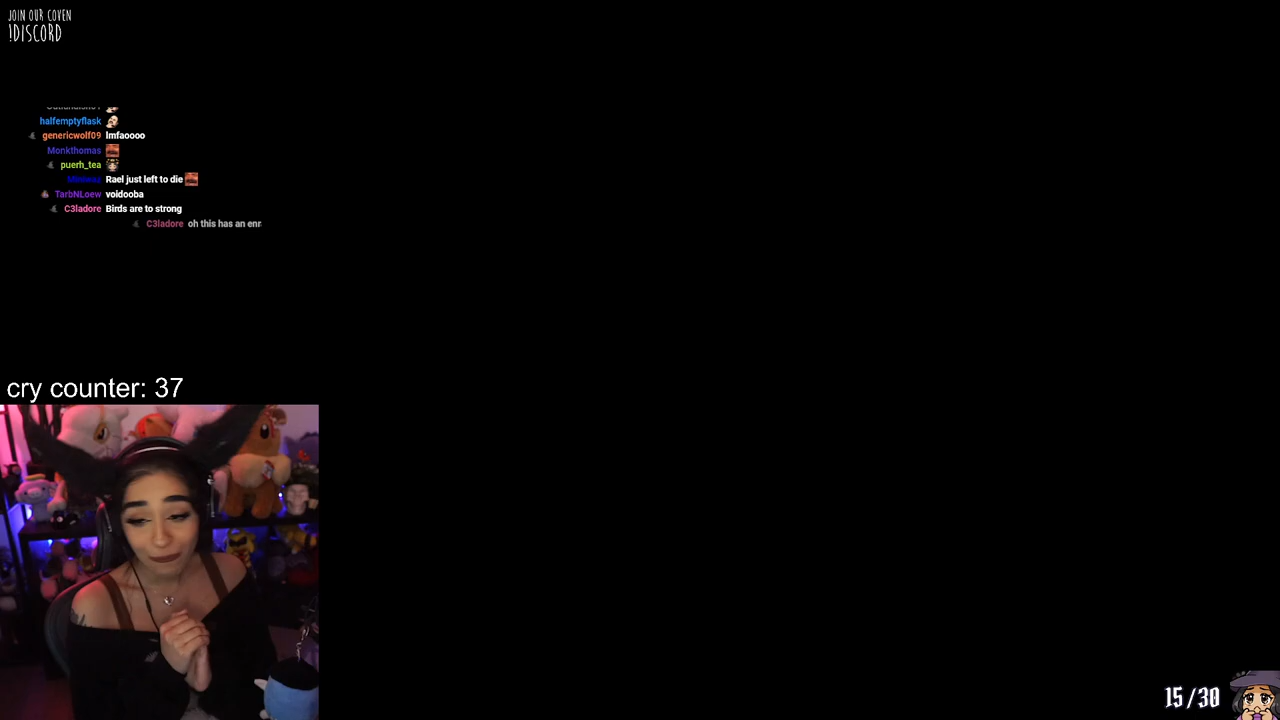 JOIN OUR COVEN
!DISCORD
halfemptyflask
genericwolf09 lmfaoooo
Monkthomas
puerh_tea
Rael just left to die
TarbNLoew voidooba
C3ladore Birds are to strong
C3ladore oh this has an enr
cry counter: 37
15/30